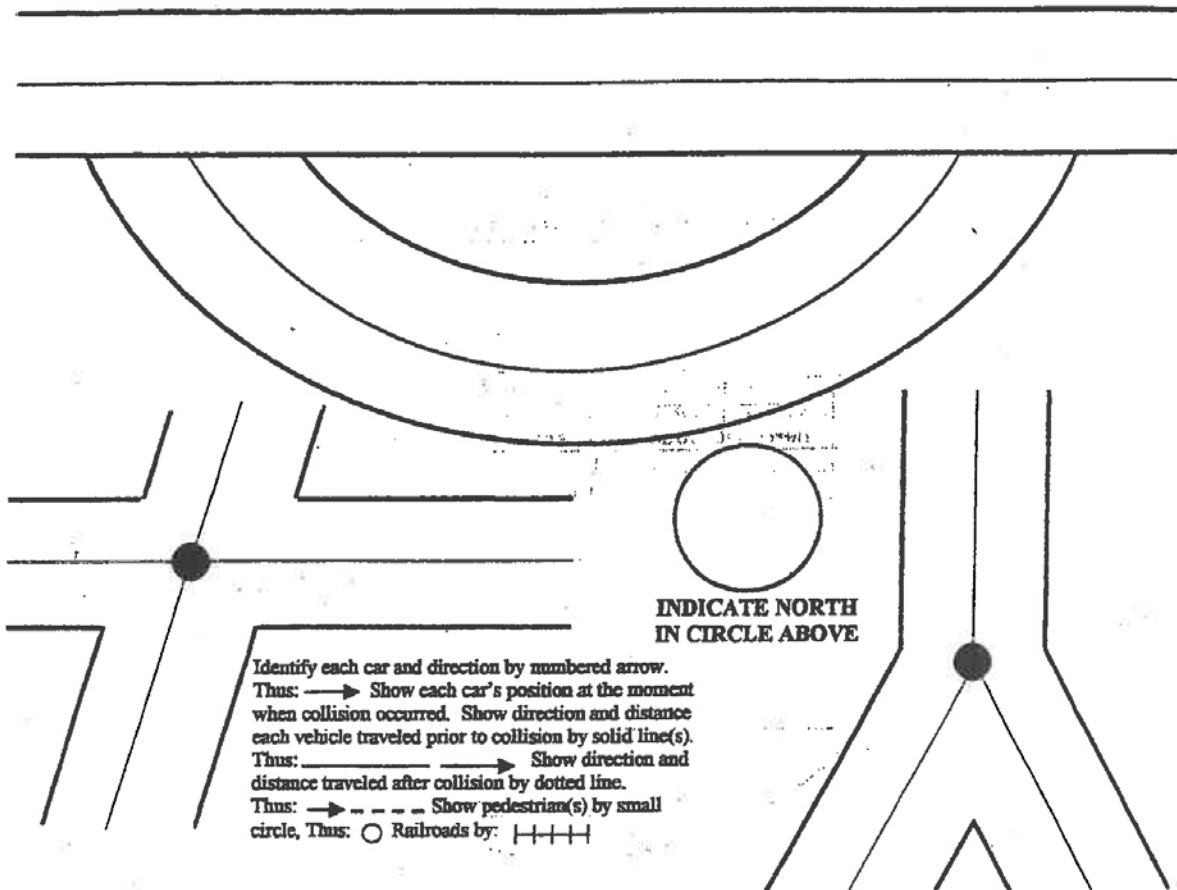 INDICATE NORTH
IN CIRCLE ABOVE
Identify each car and direction by numbered arrow.
Thus: Show each car's position at the moment
when collision occurred. Show direction and distance
each vehicle traveled prior to collision by solid line(s).
Thus: Show direction and
distance traveled after collision by dotted line.
Thus: Show pedestrian(s) by small
circle, Thus: Railroads by: